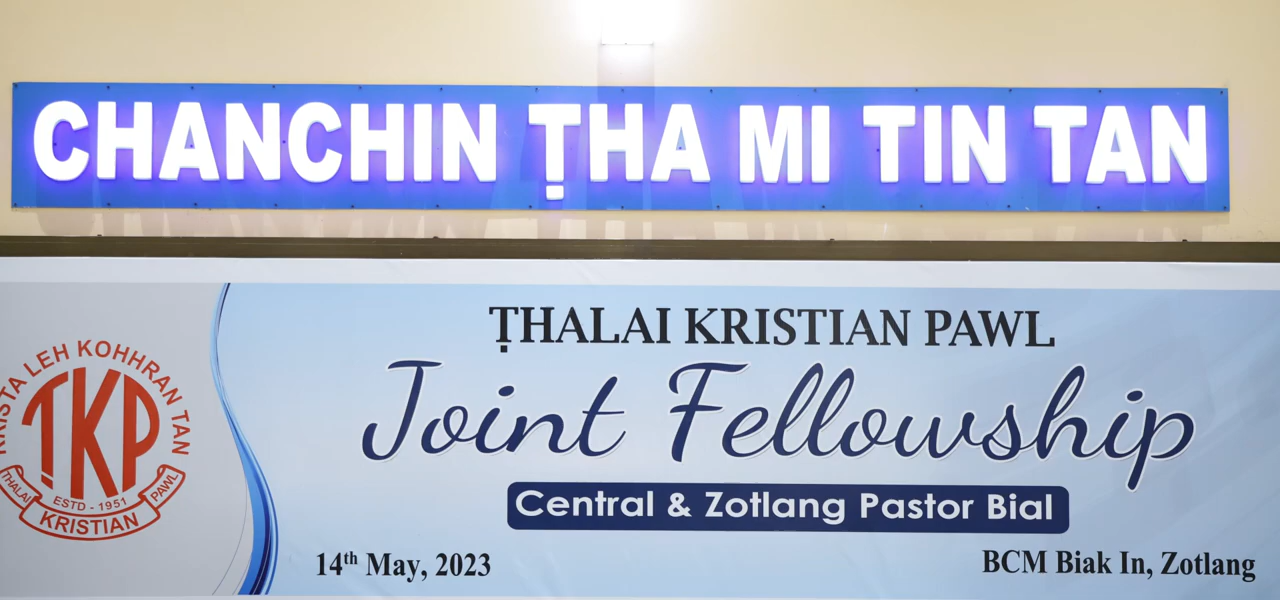 CHANCHIN ṬHA MI TIN TAN
ṬHALAI KRISTIAN PAWL
Joint Fellowship
Central & Zotlang Pastor Bial
14th May, 2023
BCM Biak In, Zotlang
KRISTA LEH KOHHRAN TAN
ṬKP
ESTD - 1951
THALAI
KRISTIAN
PAWL